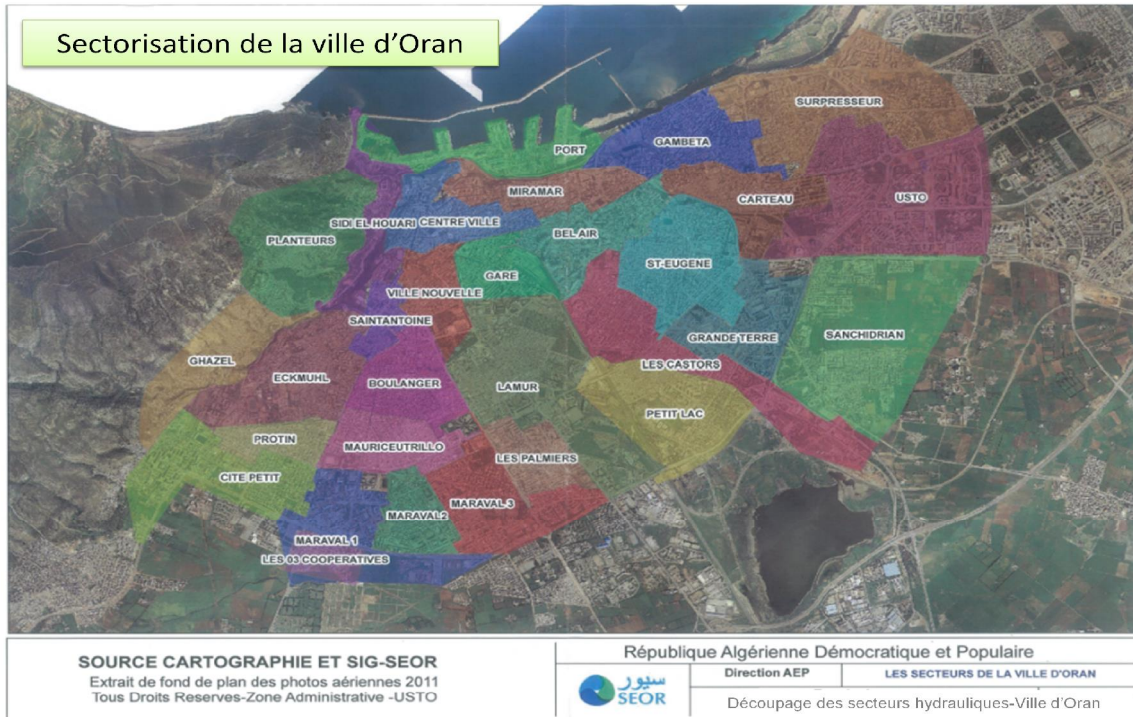 Sectorisation de la ville d'Oran
SURPRESSEUR
PORT
GAMBETA
MIRAMAR
CARTEAU
USTO
SIDI EL HOUARI
CENTRE VILLE
PLANTEURS
BEL AIR
ST-EUGENE
GARE
VILLE NOUVELLE
SAINTANTOINE
GRANDE TERRE
SANCHIDRIAN
GHAZEL
LES CASTORS
ECKMUHL
BOULANGER
LAMUR
PETIT LAC
PROTIN
MAURICEUTRILLO
LES PALMIERS
CITE PETIT
MARAVAL 3
MARAVAL2
MARAVAL 1
LES 03 COOPERATIVES
SOURCE CARTOGRAPHIE ET SIG-SEOR
Extrait de fond de plan des photos aériennes 2011
Tous Droits Reserves-Zone Administrative -USTO
République Algérienne Démocratique et Populaire
سيور
SEOR
Direction AEP
LES SECTEURS DE LA VILLE D'ORAN
Découpage des secteurs hydrauliques-Ville d'Oran